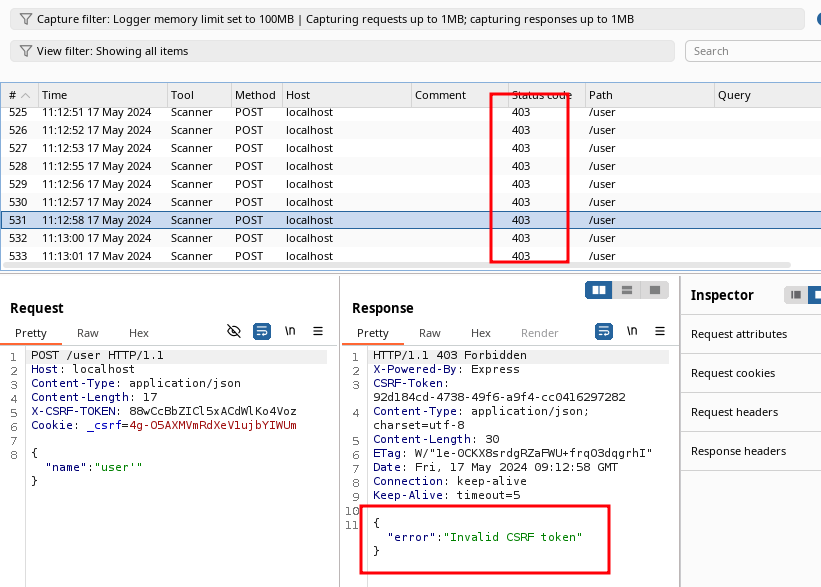 Capture filter: Logger memory limit set to 100MB | Capturing requests up to 1MB; capturing responses up to 1MB
View filter: Showing all items
Search
# Time Tool Method Host Comment Status code Path Query
525 11:12:51 17 May 2024 Scanner POST localhost 403 /user
526 11:12:52 17 May 2024 Scanner POST localhost 403 /user
527 11:12:53 17 May 2024 Scanner POST localhost 403 /user
528 11:12:55 17 May 2024 Scanner POST localhost 403 /user
529 11:12:56 17 May 2024 Scanner POST localhost 403 /user
530 11:12:57 17 May 2024 Scanner POST localhost 403 /user
531 11:12:58 17 May 2024 Scanner POST localhost 403 /user
532 11:13:00 17 May 2024 Scanner POST localhost 403 /user
533 11:13:01 17 May 2024 Scanner POST localhost 403 /user
Request
Pretty Raw Hex \n
1 POST /user HTTP/1.1
2 Host: localhost
3 Content-Type: application/json
4 Content-Length: 17
5 X-CSRF-TOKEN: 88wCcBbZICl5xACdWlKo4Voz
6 Cookie: _csrf=4g-O5AXMVmRdXeV1ujbYIWUm
7
8 {
"name":"user'"
}
Response
Pretty Raw Hex Render \n
1 HTTP/1.1 403 Forbidden
2 X-Powered-By: Express
3 CSRF-Token:
92d184cd-4738-49f6-a9f4-cc0416297282
4 Content-Type: application/json;
charset=utf-8
5 Content-Length: 30
6 ETag: W/"1e-OCKX8srdgRZaFWU+frqO3dqgrhI"
7 Date: Fri, 17 May 2024 09:12:58 GMT
8 Connection: keep-alive
9 Keep-Alive: timeout=5
10
11 {
"error":"Invalid CSRF token"
}
Inspector
Request attributes
Request cookies
Request headers
Response headers